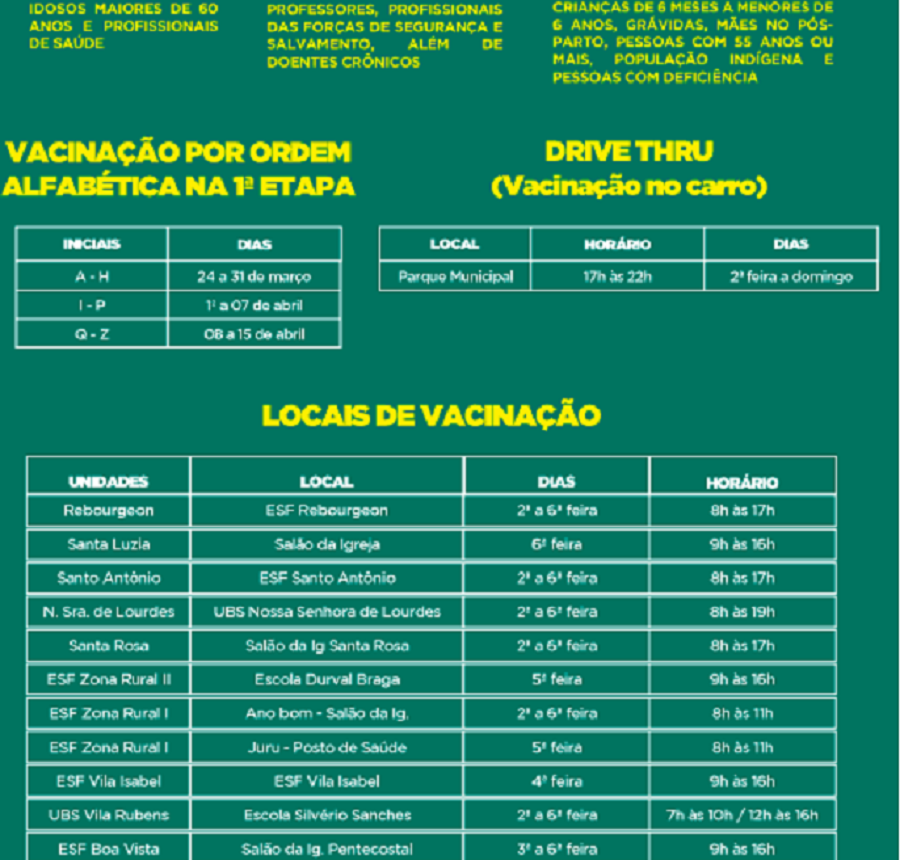 IDOSOS MAIORES DE 60
ANOS E PROFISSIONAIS
DE SAÚDE
PROFESSORES, PROFISSIONAIS
DAS FORÇAS DE SEGURANÇA E
SALVAMENTO, ALÉM DE
DOENTES CRÔNICOS
CRIANÇAS DE 6 MESES A MENORES DE
6 ANOS, GRÁVIDAS, MÃES NO PÓS-
PARTO, PESSOAS COM 55 ANOS OU
MAIS, POPULAÇÃO INDÍGENA E
PESSOAS COM DEFICIÊNCIA
VACINAÇÃO POR ORDEM
ALFABÉTICA NA 1ª ETAPA
INICIAIS DIAS
A - H 24 a 31 de março
I - P 1º a 07 de abril
Q - Z 08 a 15 de abril
DRIVE THRU
(Vacinação no carro)
LOCAL HORÁRIO DIAS
Parque Municipal 17h às 22h 2ª feira a domingo
LOCAIS DE VACINAÇÃO
UNIDADES LOCAL DIAS HORÁRIO
Rebourgeon ESF Rebourgeon 2ª a 6ª feira 8h às 17h
Santa Luzia Salão da Igreja 6ª feira 9h às 16h
Santo Antônio ESF Santo Antônio 2ª a 6ª feira 8h às 17h
N. Sra. de Lourdes UBS Nossa Senhora de Lourdes 2ª a 6ª feira 8h às 19h
Santa Rosa Salão da Ig Santa Rosa 2ª a 6ª feira 8h às 17h
ESF Zona Rural II Escola Durval Braga 5ª feira 9h às 16h
ESF Zona Rural I Ano bom - Salão da Ig. 2ª a 6ª feira 8h às 11h
ESF Zona Rural I Juru - Posto de Saúde 5ª feira 8h às 11h
ESF Vila Isabel ESF Vila Isabel 4ª feira 9h às 16h
UBS Vila Rubens Escola Silvério Sanches 2ª a 6ª feira 7h às 10h / 12h às 16h
ESF Boa Vista Salão da Ig. Pentecostal 3ª a 6ª feira 9h às 16h